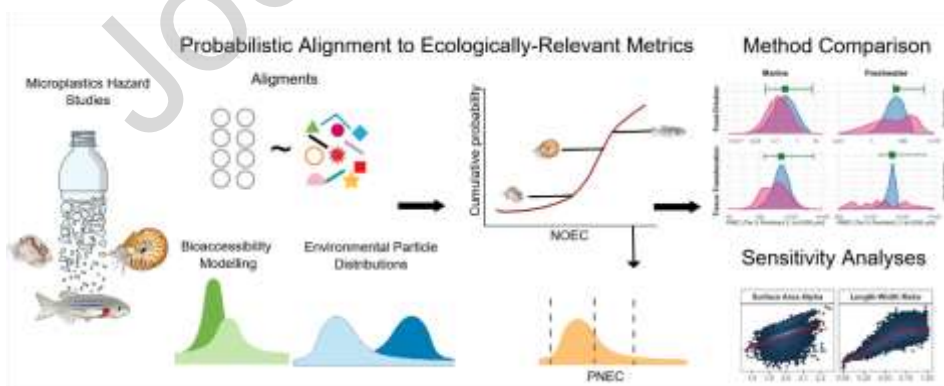 Jo
Probabilistic Alignment to Ecologically-Relevant Metrics
Method Comparison
Microplastics Hazard
Studies
Aligments
Marine
Freshwater
Cumulative probability
NOEC
Bioaccessibility
Modelling
Environmental Particle
Distributions
Sensitivity Analyses
Surface Area Alpha
Length:Width Ratio
PNEC